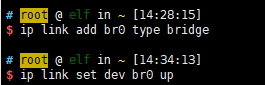 # root @ elf in ~ [14:28:15]
$ ip link add br0 type bridge
# root @ elf in ~ [14:34:13]
$ ip link set dev br0 up